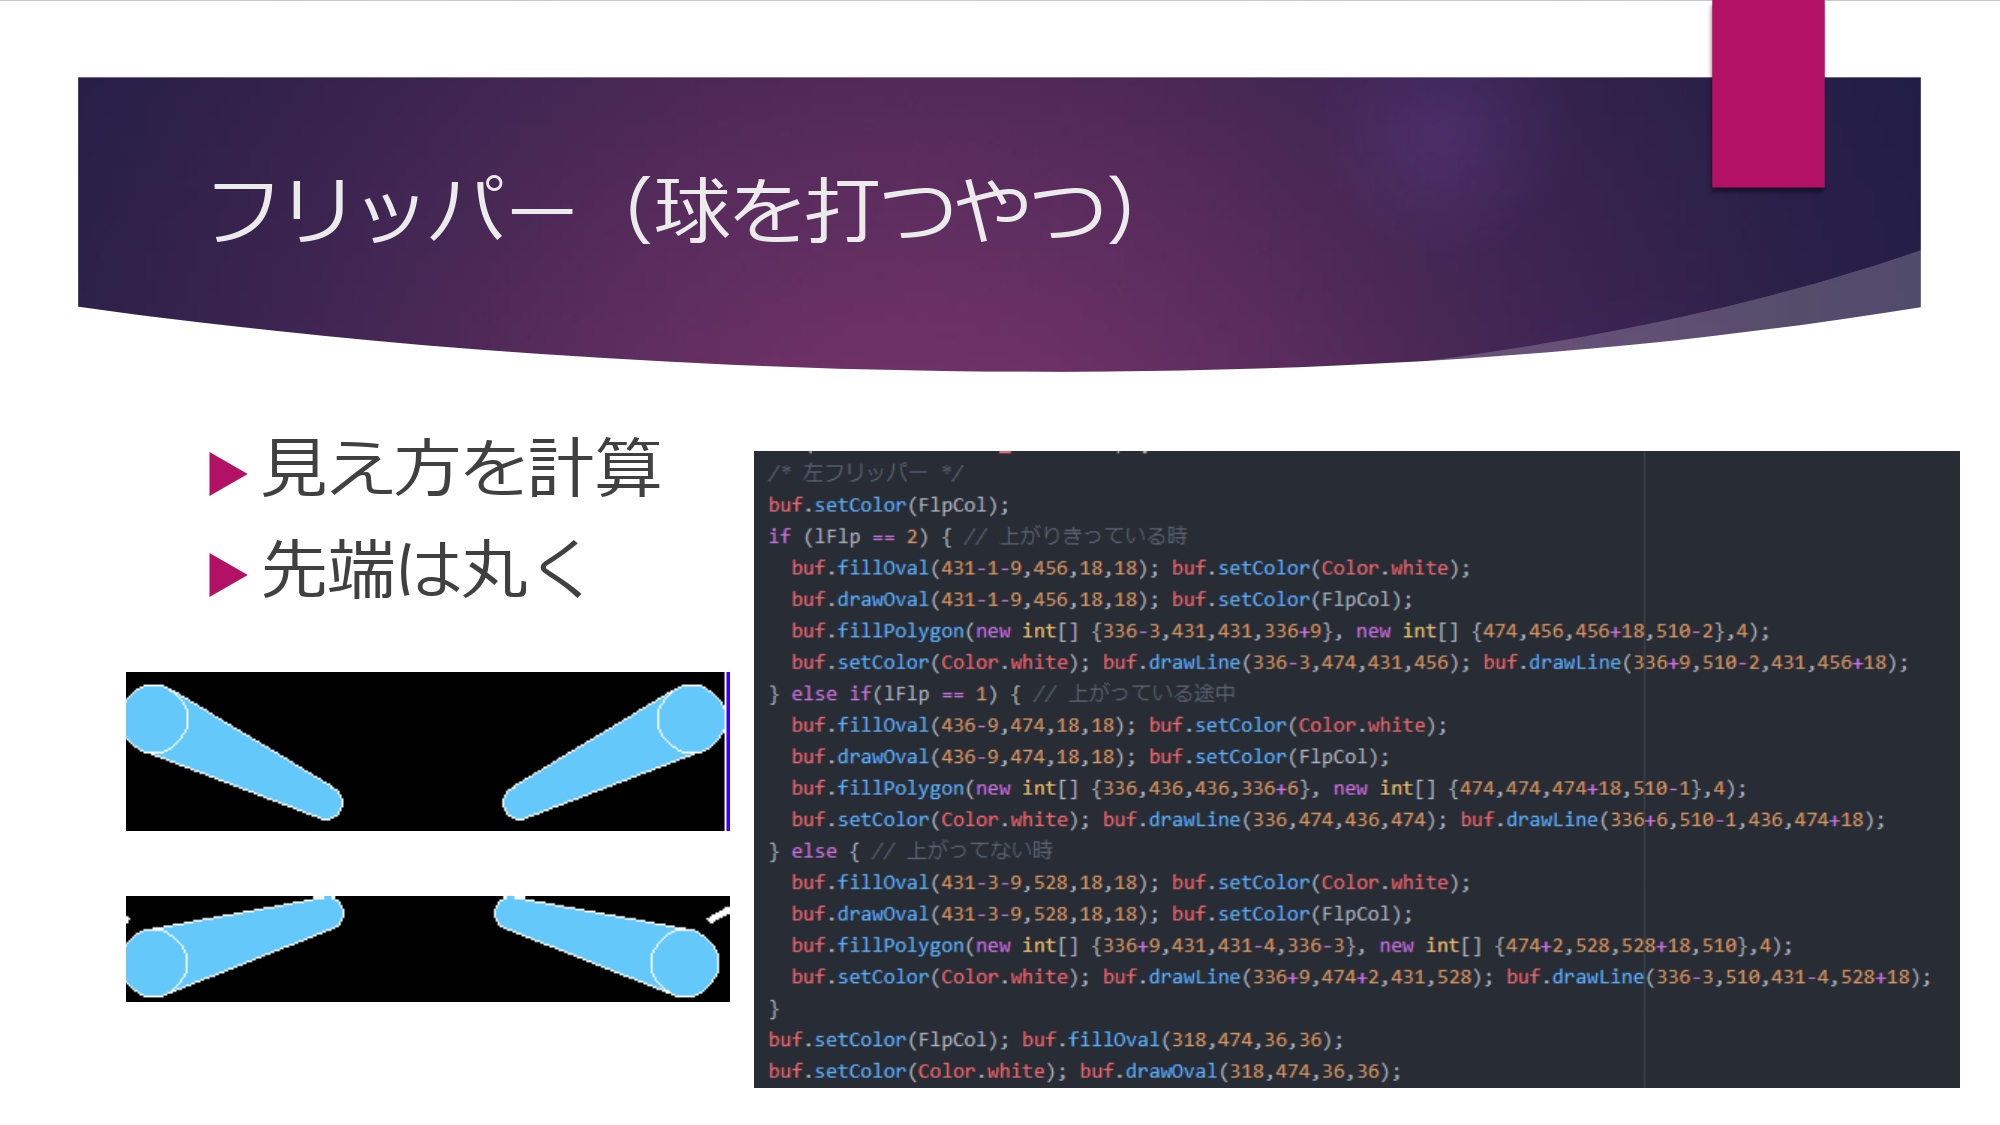 フリッパー（球を打つやつ）
見え方を計算
先端は丸く
/* 左フリッパー */
buf.setColor(FlpCol);
if (lFlp == 2) { // 上がりきっている時
buf.fillOval(431-1-9,456,18,18); buf.setColor(Color.white);
buf.drawOval(431-1-9,456,18,18); buf.setColor(FlpCol);
buf.fillPolygon(new int[] {336-3,431,431,336+9}, new int[] {474,456,456+18,510-2},4);
buf.setColor(Color.white); buf.drawLine(336-3,474,431,456); buf.drawLine(336+9,510-2,431,456+18);
} else if(lFlp == 1) { // 上がっている途中
buf.fillOval(436-9,474,18,18); buf.setColor(Color.white);
buf.drawOval(436-9,474,18,18); buf.setColor(FlpCol);
buf.fillPolygon(new int[] {336,436,436,336+6}, new int[] {474,474,474+18,510-1},4);
buf.setColor(Color.white); buf.drawLine(336,474,436,474); buf.drawLine(336+6,510-1,436,474+18);
} else { // 上がってない時
buf.fillOval(431-3-9,528,18,18); buf.setColor(Color.white);
buf.drawOval(431-3-9,528,18,18); buf.setColor(FlpCol);
buf.fillPolygon(new int[] {336+9,431,431-4,336-3}, new int[] {474+2,528,528+18,510},4);
buf.setColor(Color.white); buf.drawLine(336+9,474+2,431,528); buf.drawLine(336-3,510,431-4,528+18);
}
buf.setColor(FlpCol); buf.fillOval(318,474,36,36);
buf.setColor(Color.white); buf.drawOval(318,474,36,36);